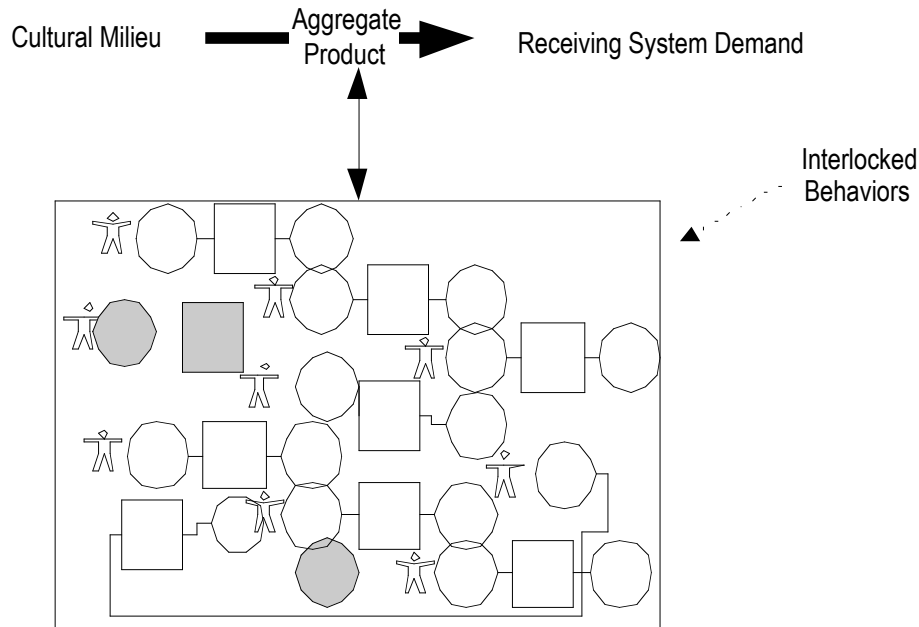 Cultural Milieu
Aggregate
Product
Receiving System Demand
Interlocked
Behaviors